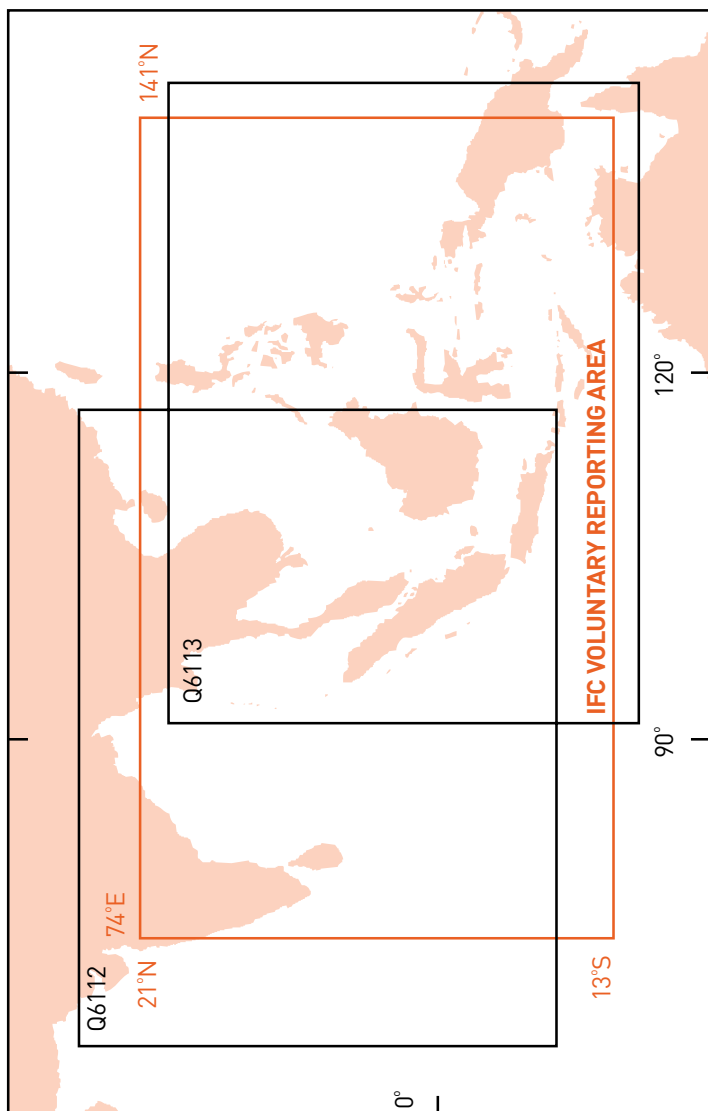 Q6112
74°E
21°N
141°N
Q6113
IFC VOLUNTARY REPORTING AREA
13°S
0°
90°
120°